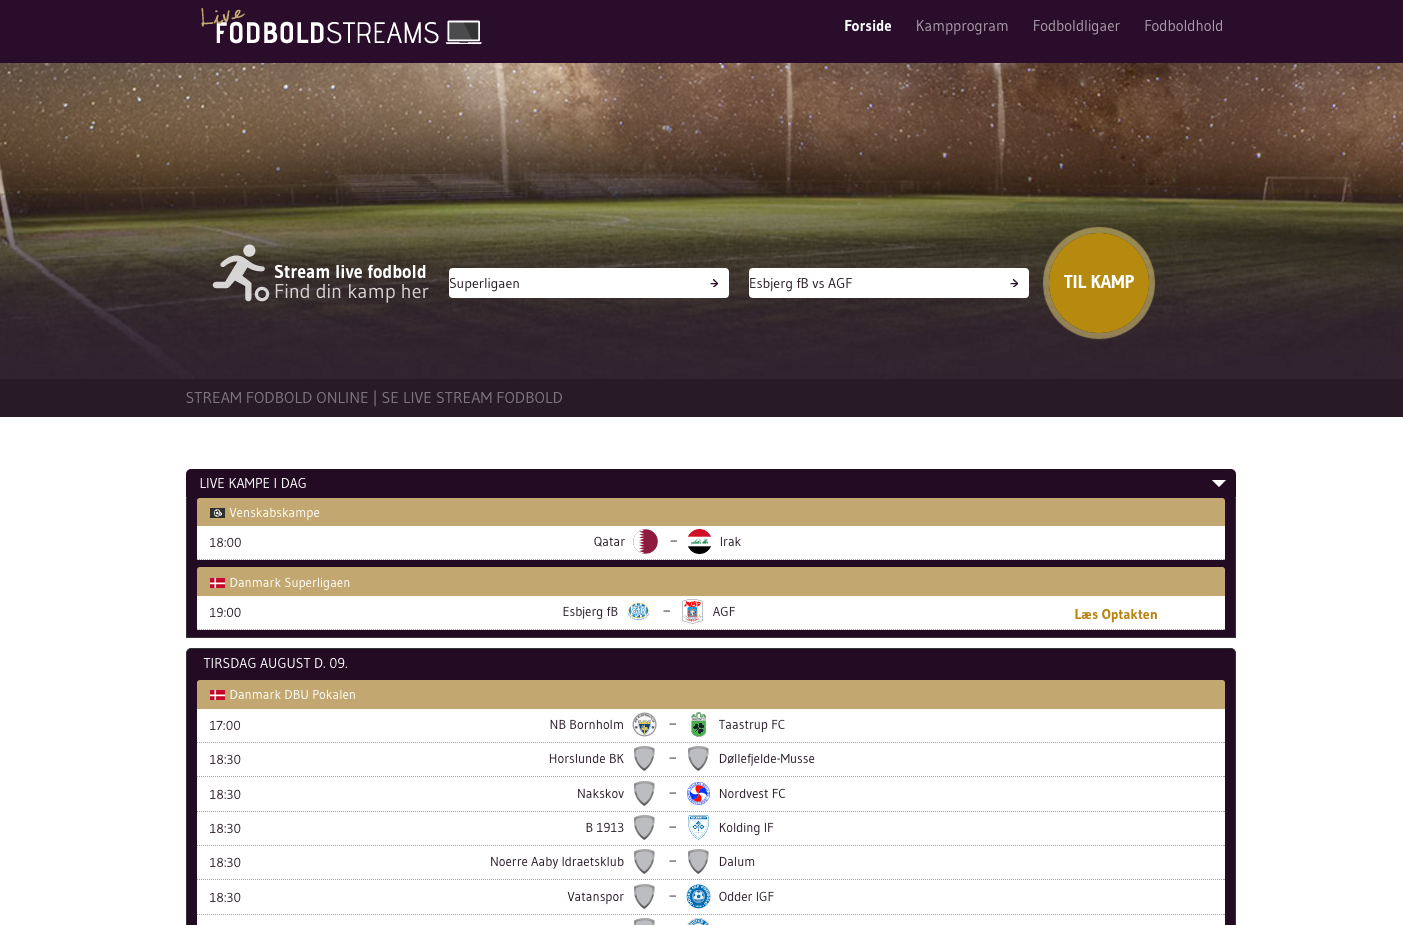 Live
FODBOLDSTREAMS
Forside Kampprogram Fodboldligaer Fodboldhold
Stream live fodbold
Find din kamp her
Superligaen
Esbjerg fB vs AGF
TIL KAMP
STREAM FODBOLD ONLINE | SE LIVE STREAM FODBOLD
LIVE KAMPE I DAG
Venskabskampe
18:00 Qatar – Irak
Danmark Superligaen
19:00 Esbjerg fB – AGF Læs Optakten
TIRSDAG AUGUST D. 09.
Danmark DBU Pokalen
17:00 NB Bornholm – Taastrup FC
18:30 Horslunde BK – Døllefjelde-Musse
18:30 Nakskov – Nordvest FC
18:30 B 1913 – Kolding IF
18:30 Noerre Aaby Idraetsklub – Dalum
18:30 Vatanspor – Odder IGF